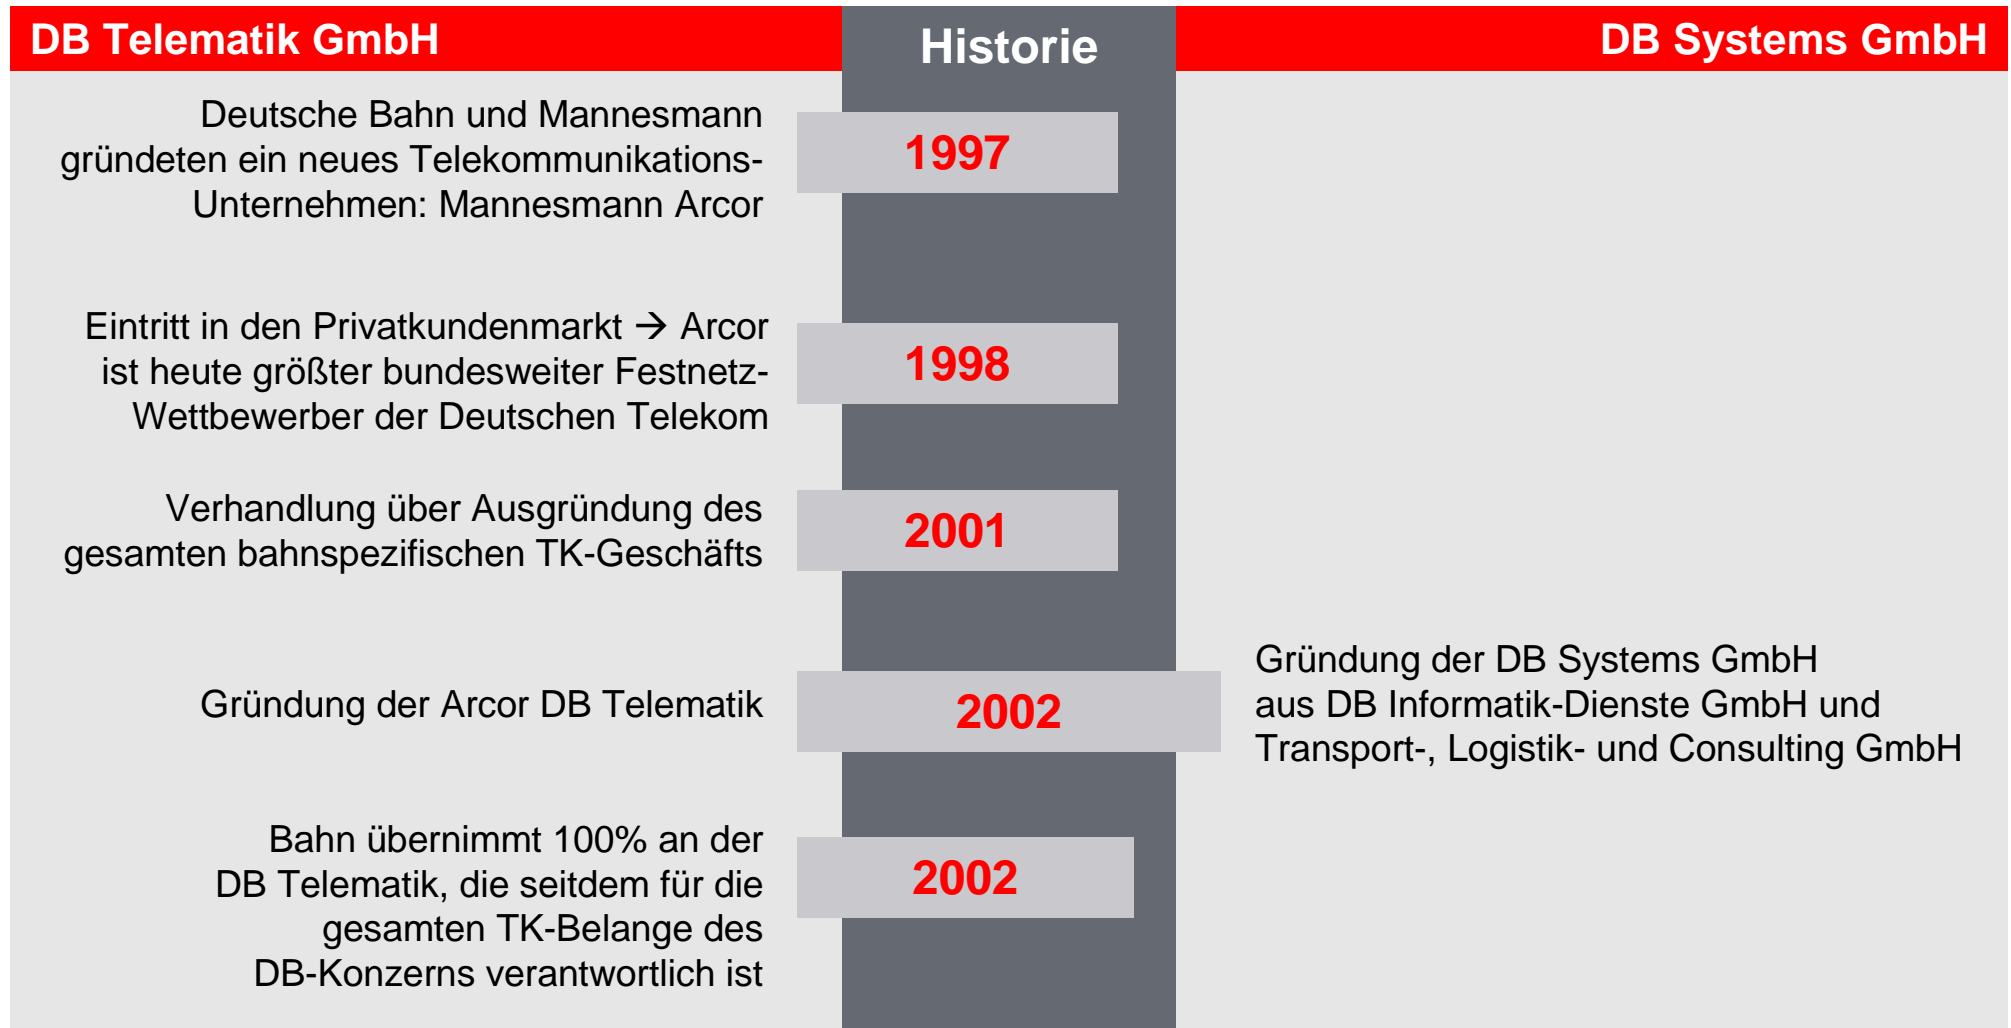 DB Telematik GmbH
Historie
DB Systems GmbH
Deutsche Bahn und Mannesmann
gründeten ein neues Telekommunikations-
Unternehmen: Mannesmann Arcor
1997
Eintritt in den Privatkundenmarkt → Arcor
ist heute größter bundesweiter Festnetz-
Wettbewerber der Deutschen Telekom
1998
Verhandlung über Ausgründung des
gesamten bahnspezifischen TK-Geschäfts
2001
Gründung der Arcor DB Telematik
2002
Gründung der DB Systems GmbH
aus DB Informatik-Dienste GmbH und
Transport-, Logistik- und Consulting GmbH
Bahn übernimmt 100% an der
DB Telematik, die seitdem für die
gesamten TK-Belange des
DB-Konzerns verantwortlich ist
2002